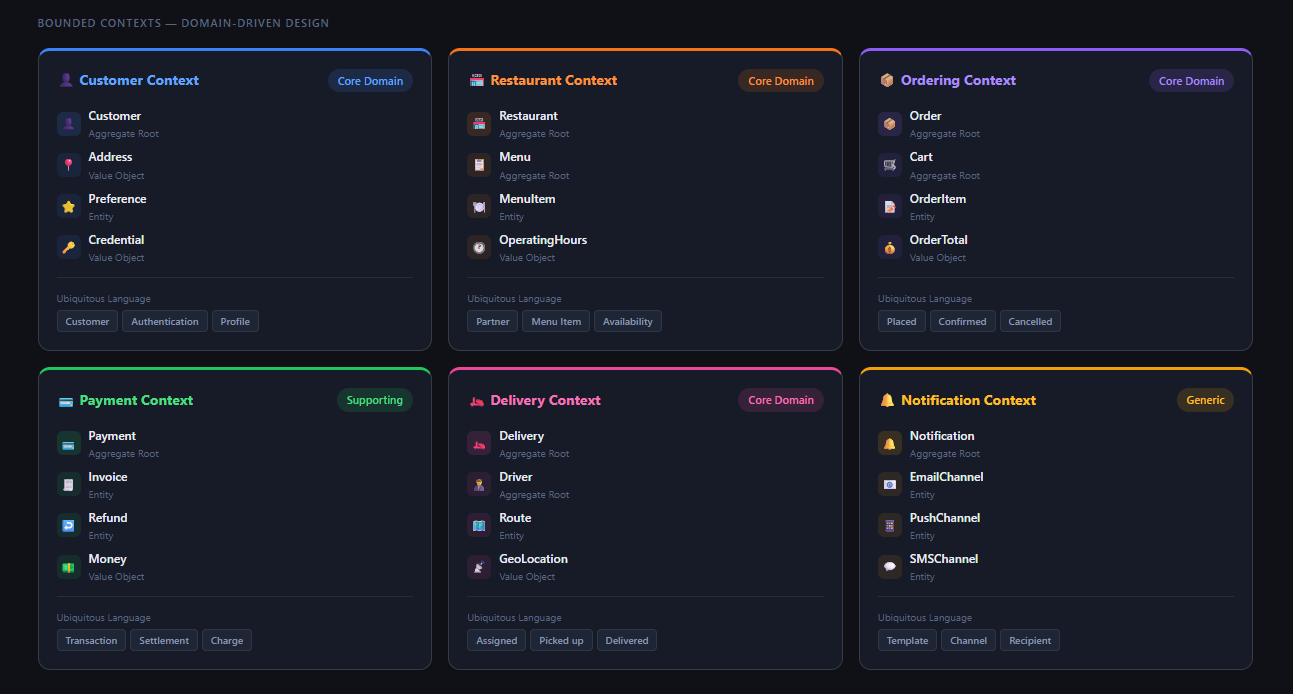 BOUNDED CONTEXTS — DOMAIN-DRIVEN DESIGN
Customer Context
Core Domain
Customer
Aggregate Root
Address
Value Object
Preference
Entity
Credential
Value Object
Ubiquitous Language
Customer
Authentication
Profile
Restaurant Context
Core Domain
Restaurant
Aggregate Root
Menu
Aggregate Root
MenuItem
Entity
OperatingHours
Value Object
Ubiquitous Language
Partner
Menu Item
Availability
Ordering Context
Core Domain
Order
Aggregate Root
Cart
Aggregate Root
OrderItem
Entity
OrderTotal
Value Object
Ubiquitous Language
Placed
Confirmed
Cancelled
Payment Context
Supporting
Payment
Aggregate Root
Invoice
Entity
Refund
Entity
Money
Value Object
Ubiquitous Language
Transaction
Settlement
Charge
Delivery Context
Core Domain
Delivery
Aggregate Root
Driver
Aggregate Root
Route
Entity
GeoLocation
Value Object
Ubiquitous Language
Assigned
Picked up
Delivered
Notification Context
Generic
Notification
Aggregate Root
EmailChannel
Entity
PushChannel
Entity
SMSChannel
Entity
Ubiquitous Language
Template
Channel
Recipient